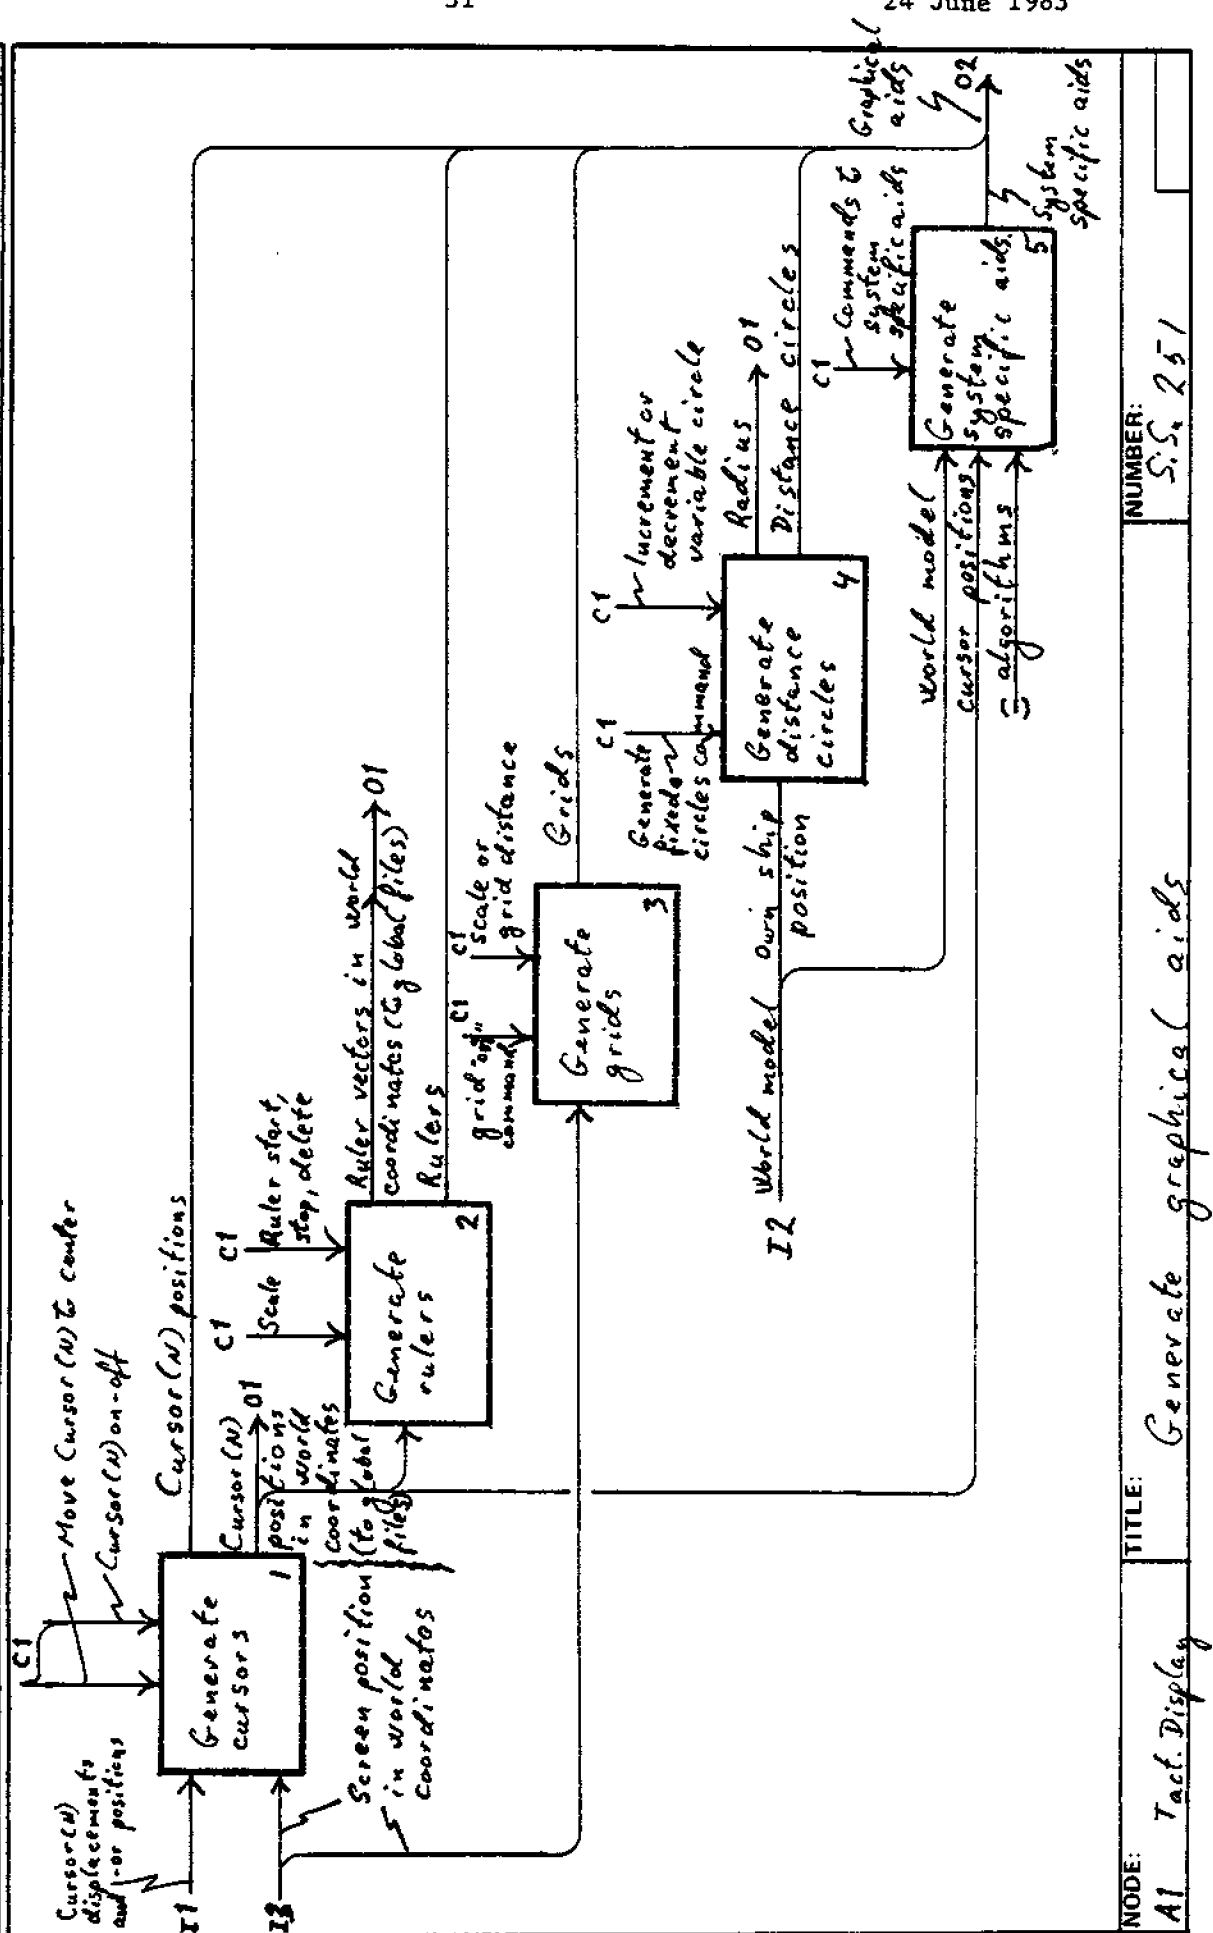 31
24 June 1983
C1
Move Cursor(N) to center
Cursor(N) on-off
Cursor(N)
displacements
and/-or positions
I1
I3
Generate
cursors
1
Cursor(N) positions
Cursor(N)
positions
in world
coordinates
(to global
files)
O1
Screen position
in world
coordinates
C1
Scale
C1
Ruler start,
stop, delete
Generate
rulers
2
Ruler vectors in world
coordinates (to global files)
O1
Rulers
C1
grid "on"
command
C1
Scale or
grid distance
Generate
grids
3
Grids
C1
Generate
fixed
circles command
C1
Increment or
decrement
variable circle
Generate
distance
circles
4
Radius
O1
Distance circles
I2
World model
Own ship
position
C1
Commands to
system
specific aids
World model
cursor positions
algorithms
Generate
system
specific aids.
5
System
specific aids
Graphical
aids
O2
NODE:
A1 Tact. Display
TITLE:
Generate graphical aids
NUMBER:
S.S. 251